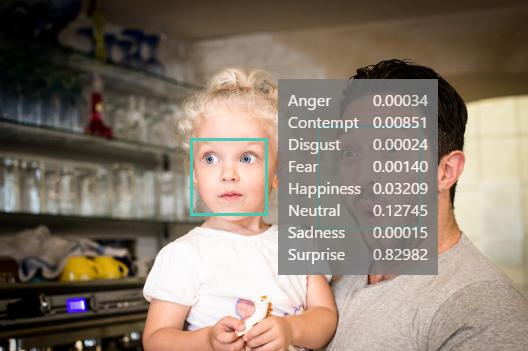 Anger 0.00034
Contempt 0.00851
Disgust 0.00024
Fear 0.00140
Happiness 0.03209
Neutral 0.12745
Sadness 0.00015
Surprise 0.82982